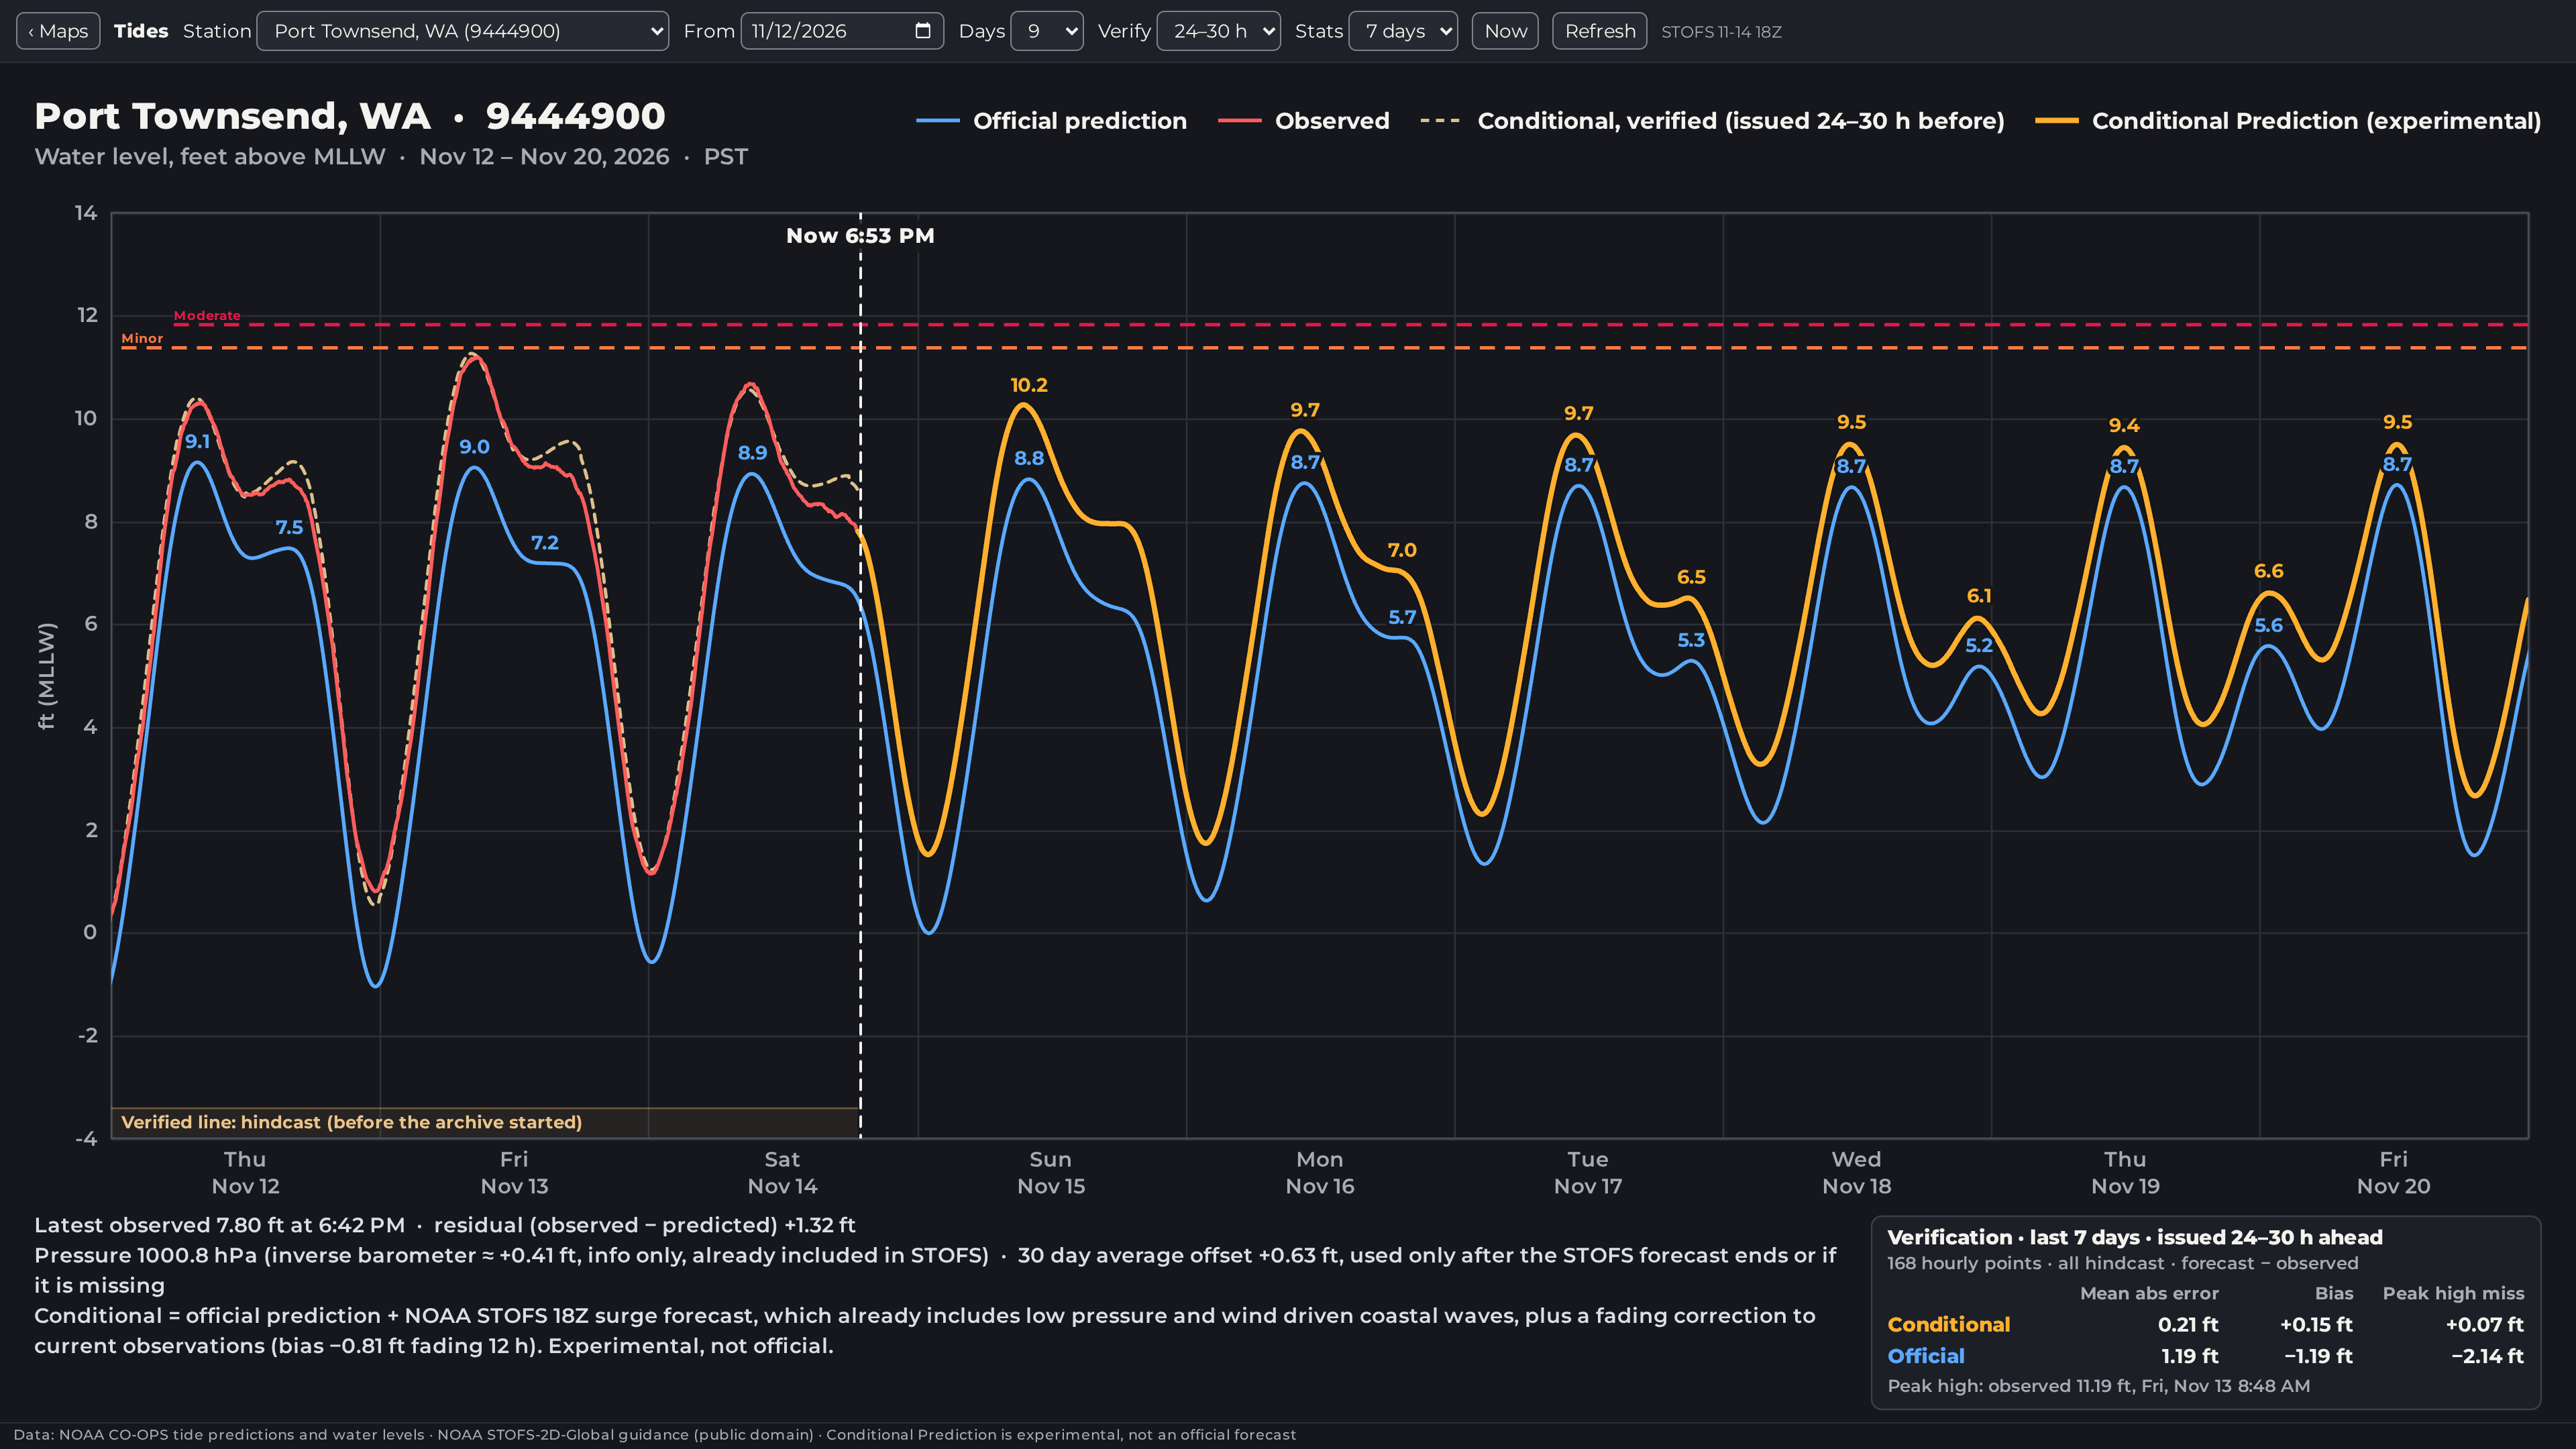 ‹ Maps Tides Station Port Townsend, WA (9444900) From 11/12/2026 Days 9 Verify 24–30 h Stats 7 days Now Refresh STOFS 11-14 18Z
Port Townsend, WA · 9444900
Water level, feet above MLLW · Nov 12 – Nov 20, 2026 · PST
Official prediction Observed Conditional, verified (issued 24–30 h before) Conditional Prediction (experimental)
Now 6:53 PM
ft (MLLW)
14
12
10
8
6
4
2
0
-2
-4
Moderate
Minor
9.1
7.5
9.0
7.2
8.9
10.2
8.8
9.7
8.7
7.0
5.7
9.7
8.7
6.5
5.3
9.5
8.7
6.1
5.2
9.4
8.7
6.6
5.6
9.5
8.7
Verified line: hindcast (before the archive started)
Thu Fri Sat Sun Mon Tue Wed Thu Fri
Nov 12 Nov 13 Nov 14 Nov 15 Nov 16 Nov 17 Nov 18 Nov 19 Nov 20
Latest observed 7.80 ft at 6:42 PM · residual (observed − predicted) +1.32 ft
Pressure 1000.8 hPa (inverse barometer ≈ +0.41 ft, info only, already included in STOFS) · 30 day average offset +0.63 ft, used only after the STOFS forecast ends or if
it is missing
Conditional = official prediction + NOAA STOFS 18Z surge forecast, which already includes low pressure and wind driven coastal waves, plus a fading correction to
current observations (bias −0.81 ft fading 12 h). Experimental, not official.
Verification · last 7 days · issued 24–30 h ahead
168 hourly points · all hindcast · forecast − observed
Mean abs error Bias Peak high miss
Conditional 0.21 ft +0.15 ft +0.07 ft
Official 1.19 ft −1.19 ft −2.14 ft
Peak high: observed 11.19 ft, Fri, Nov 13 8:48 AM
Data: NOAA CO-OPS tide predictions and water levels · NOAA STOFS-2D-Global guidance (public domain) · Conditional Prediction is experimental, not an official forecast